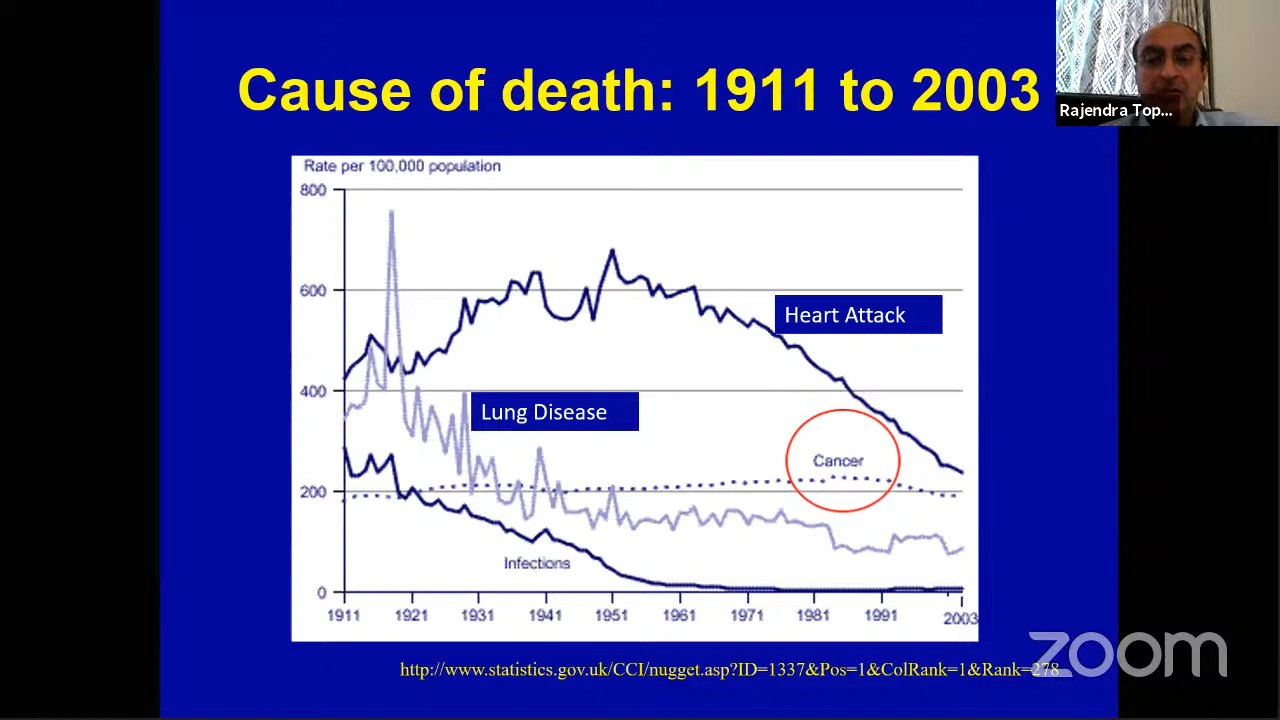 Cause of death: 1911 to 2003
Rajendra Top...
Rate per 100,000 population
800
600
400
200
0
Heart Attack
Lung Disease
Cancer
Infections
1911 1921 1931 1941 1951 1961 1971 1981 1991 2003
http://www.statistics.gov.uk/CCI/nugget.asp?ID=1337&Pos=1&ColRank=1&Rank=278
zoom